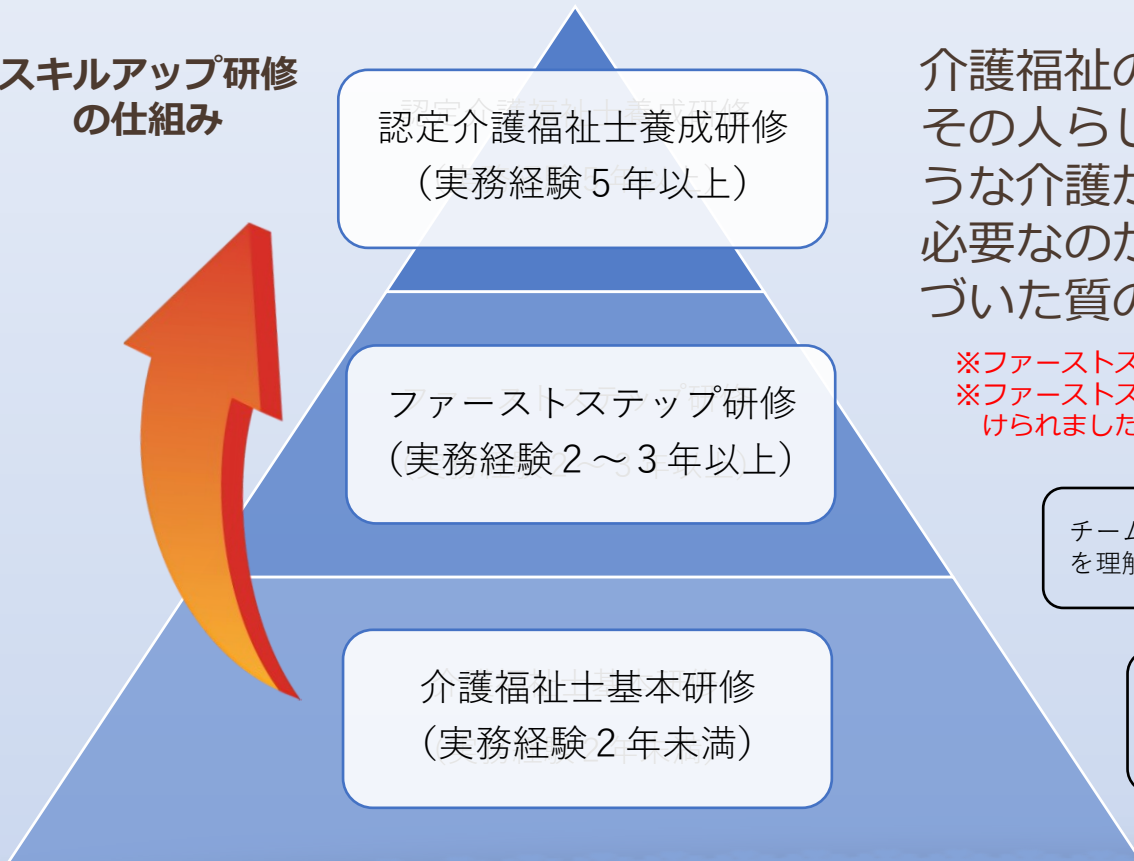 スキルアップ研修
の仕組み
認定介護福祉士養成研修
（実務経験５年以上）
ファーストステップ研修
（実務経験２～３年以上）
介護福祉士基本研修
（実務経験２年未満）
介護福祉の
その人らし
うな介護が
必要なのか
づいた質の
※ファーストス
※ファーストス
けられました
チーム
を理解